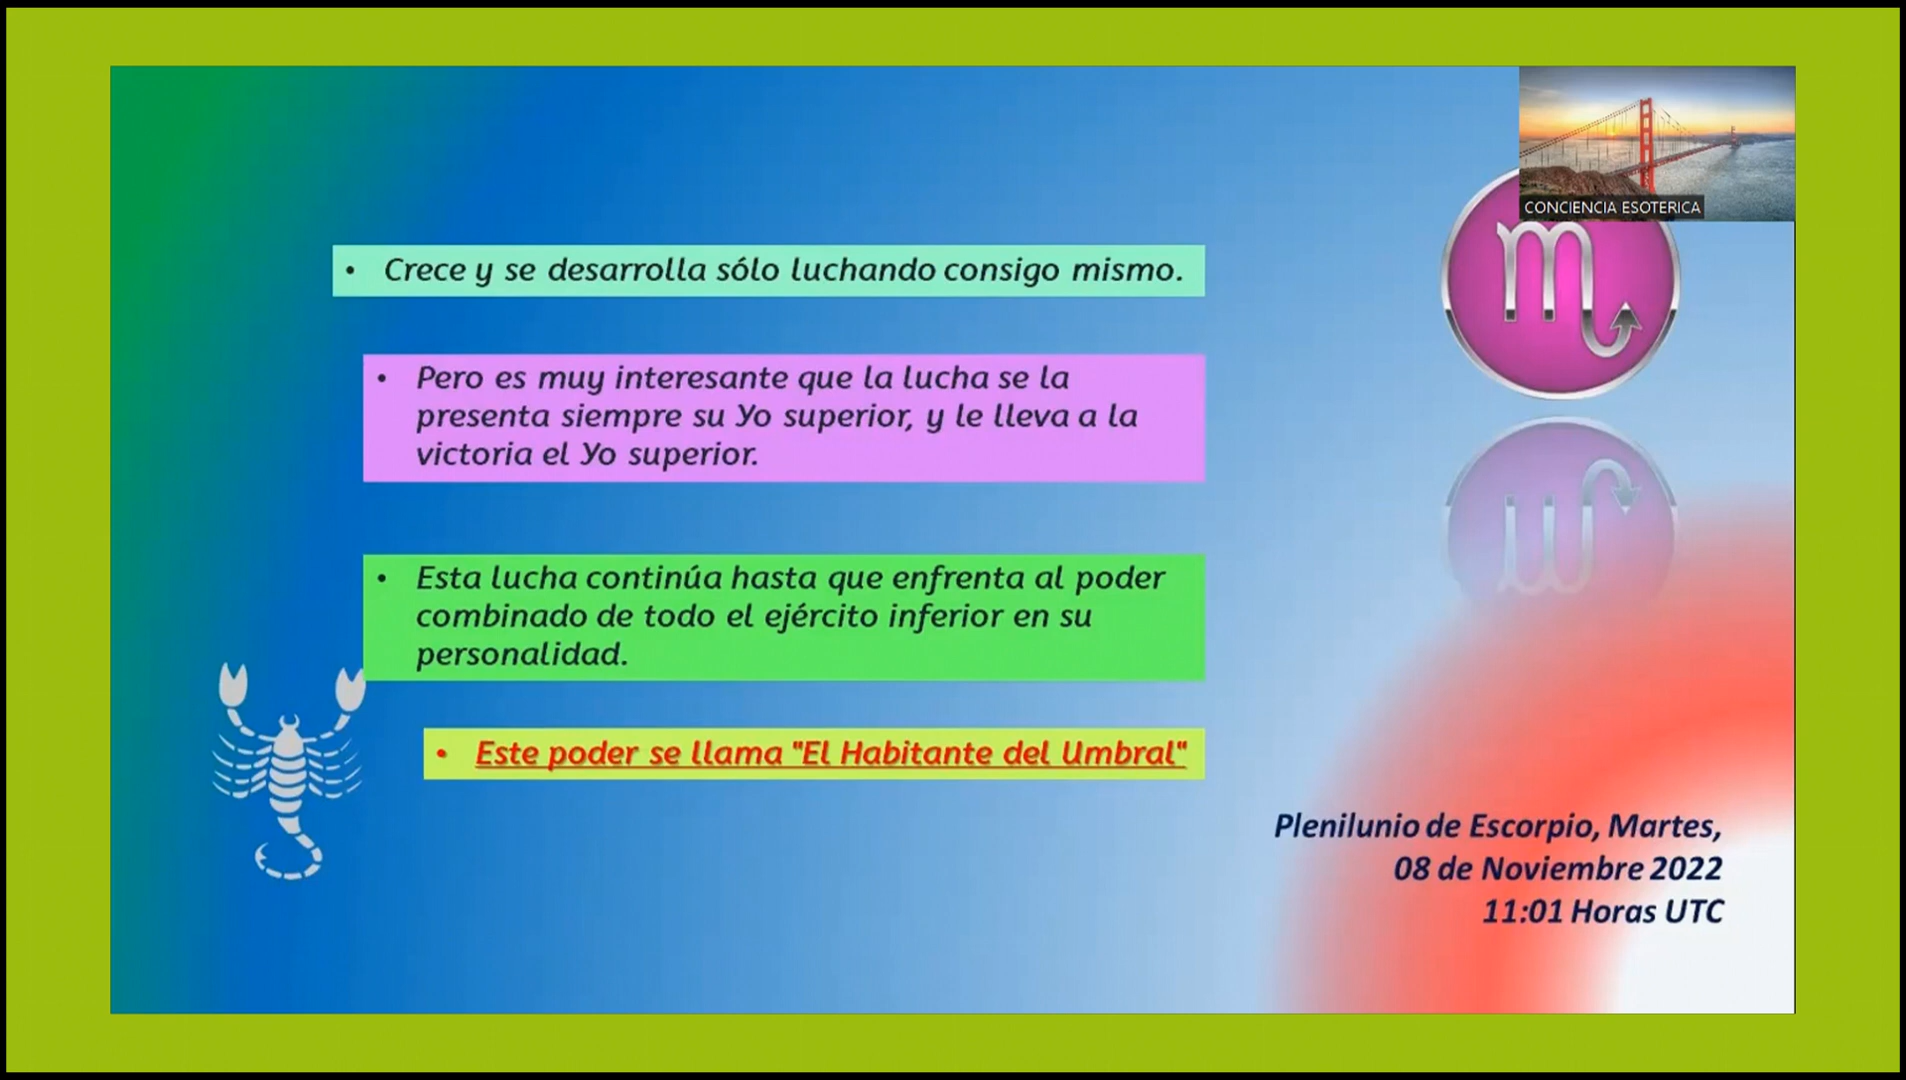 CONCIENCIA ESOTERICA
• Crece y se desarrolla sólo luchando consigo mismo.
• Pero es muy interesante que la lucha se la
presenta siempre su Yo superior, y le lleva a la
victoria el Yo superior.
• Esta lucha continúa hasta que enfrenta al poder
combinado de todo el ejército inferior en su
personalidad.
• Este poder se llama "El Habitante del Umbral"
Plenilunio de Escorpio, Martes,
08 de Noviembre 2022
11:01 Horas UTC